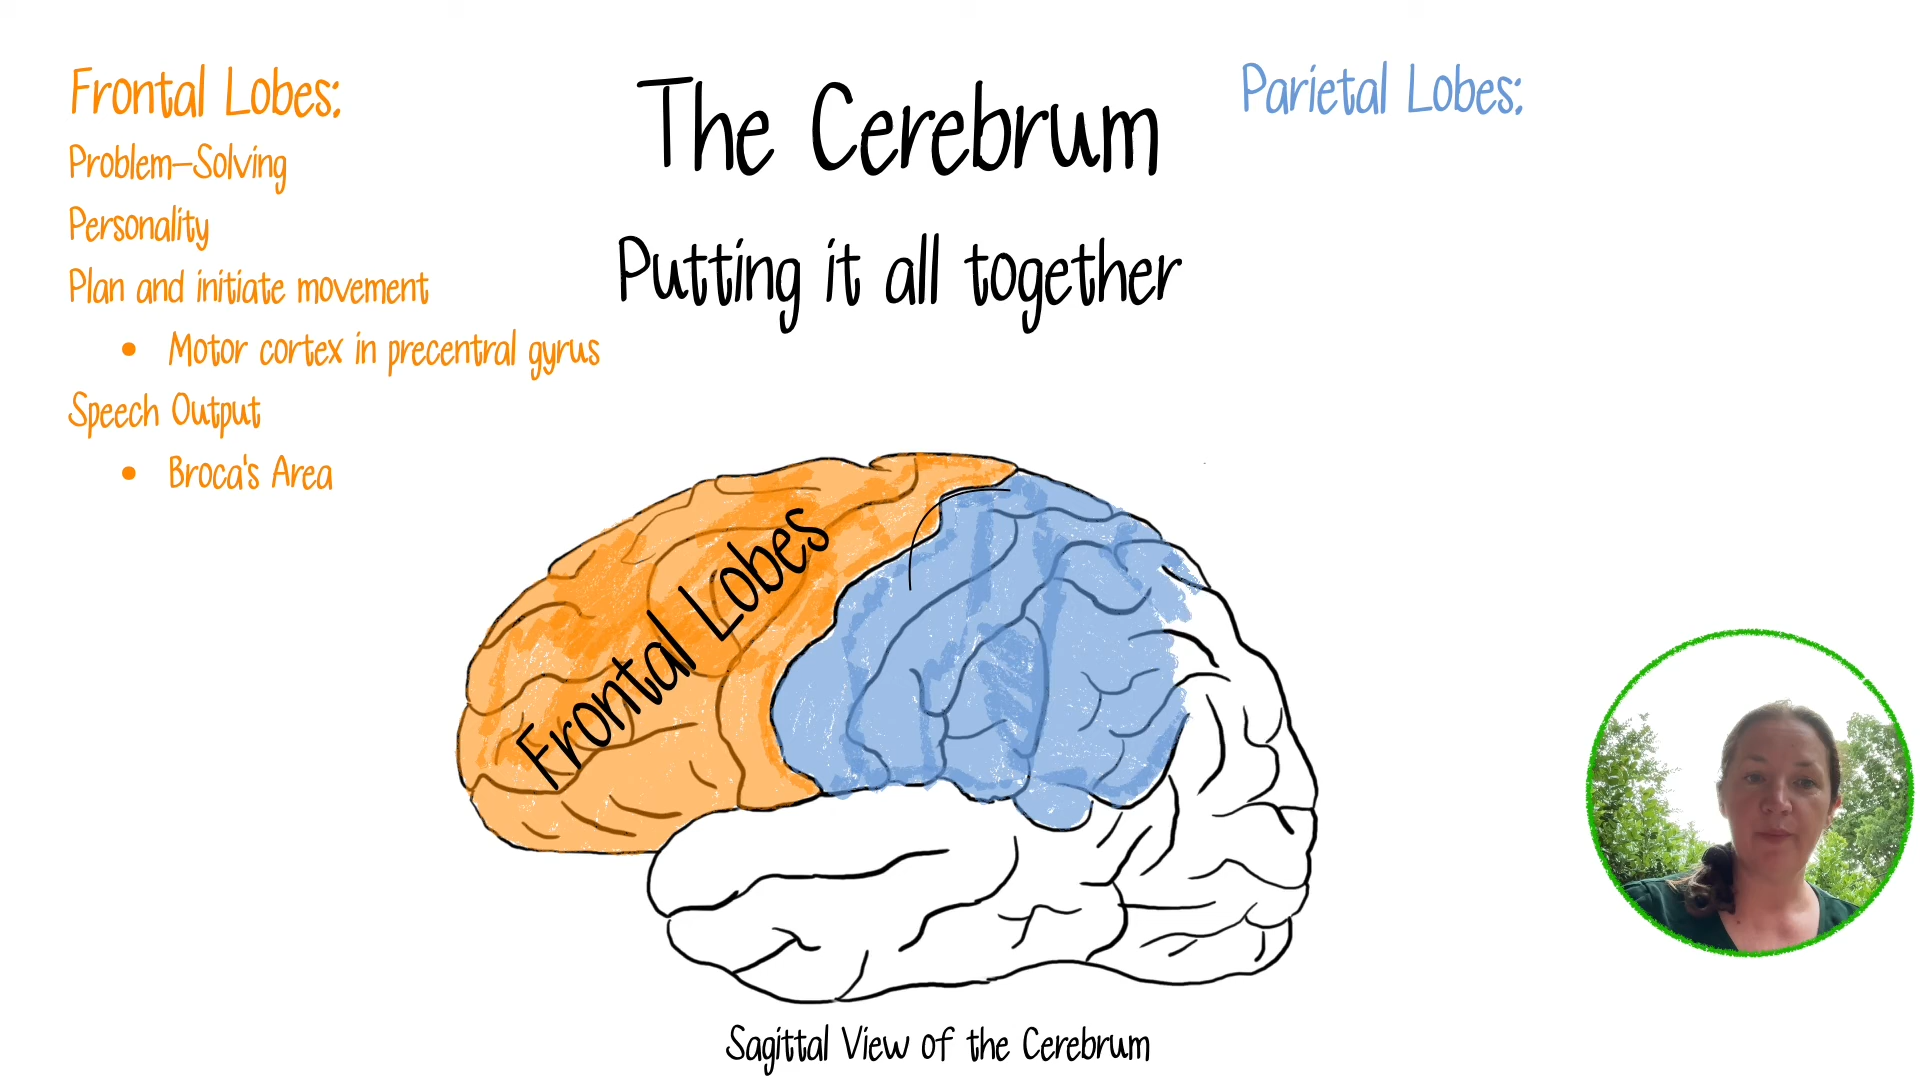 Frontal Lobes:
Problem-Solving
Personality
Plan and initiate movement
• Motor cortex in precentral gyrus
Speech Output
• Broca's Area
The Cerebrum
Putting it all together
Parietal Lobes:
Frontal Lobes
Sagittal View of the Cerebrum